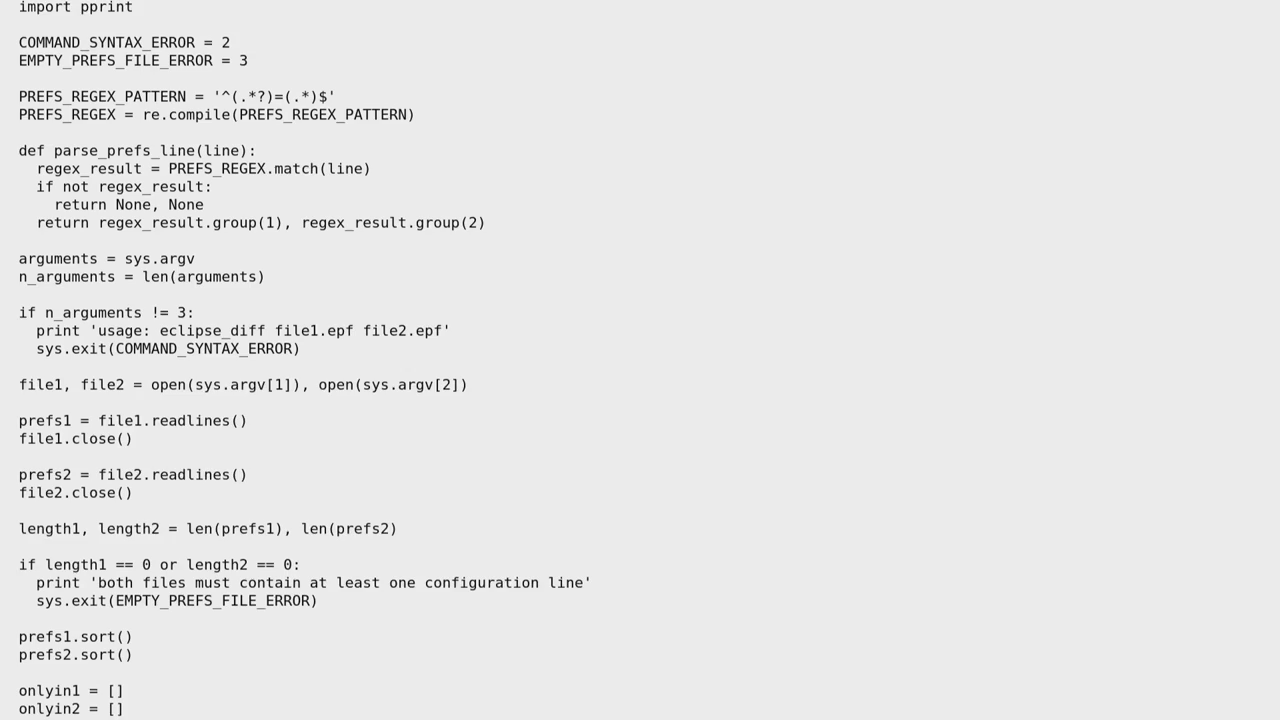 import pprint
COMMAND_SYNTAX_ERROR = 2
EMPTY_PREFS_FILE_ERROR = 3
PREFS_REGEX_PATTERN = '^(.*?)=(.*)$'
PREFS_REGEX = re.compile(PREFS_REGEX_PATTERN)
def parse_prefs_line(line):
  regex_result = PREFS_REGEX.match(line)
  if not regex_result:
    return None, None
  return regex_result.group(1), regex_result.group(2)
arguments = sys.argv
n_arguments = len(arguments)
if n_arguments != 3:
  print 'usage: eclipse_diff file1.epf file2.epf'
  sys.exit(COMMAND_SYNTAX_ERROR)
file1, file2 = open(sys.argv[1]), open(sys.argv[2])
prefs1 = file1.readlines()
file1.close()
prefs2 = file2.readlines()
file2.close()
length1, length2 = len(prefs1), len(prefs2)
if length1 == 0 or length2 == 0:
  print 'both files must contain at least one configuration line'
  sys.exit(EMPTY_PREFS_FILE_ERROR)
prefs1.sort()
prefs2.sort()
onlyin1 = []
onlyin2 = []